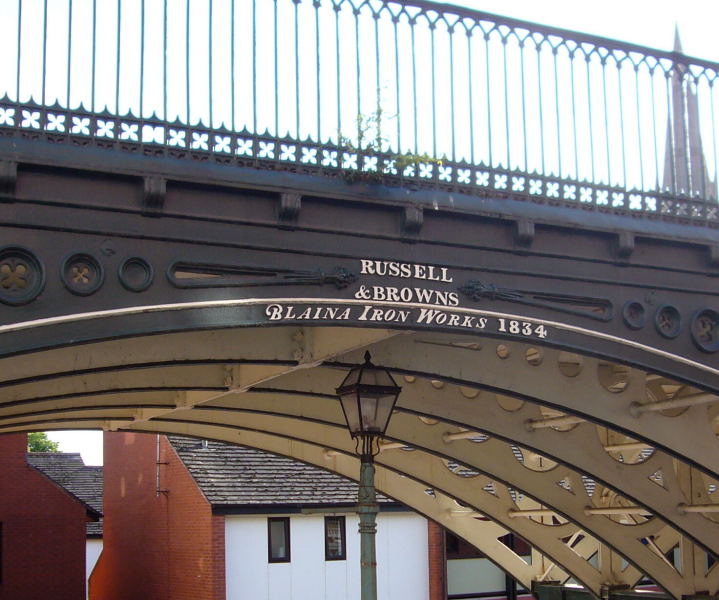 RUSSELL
& BROWNS
BLAINA IRON WORKS 1834